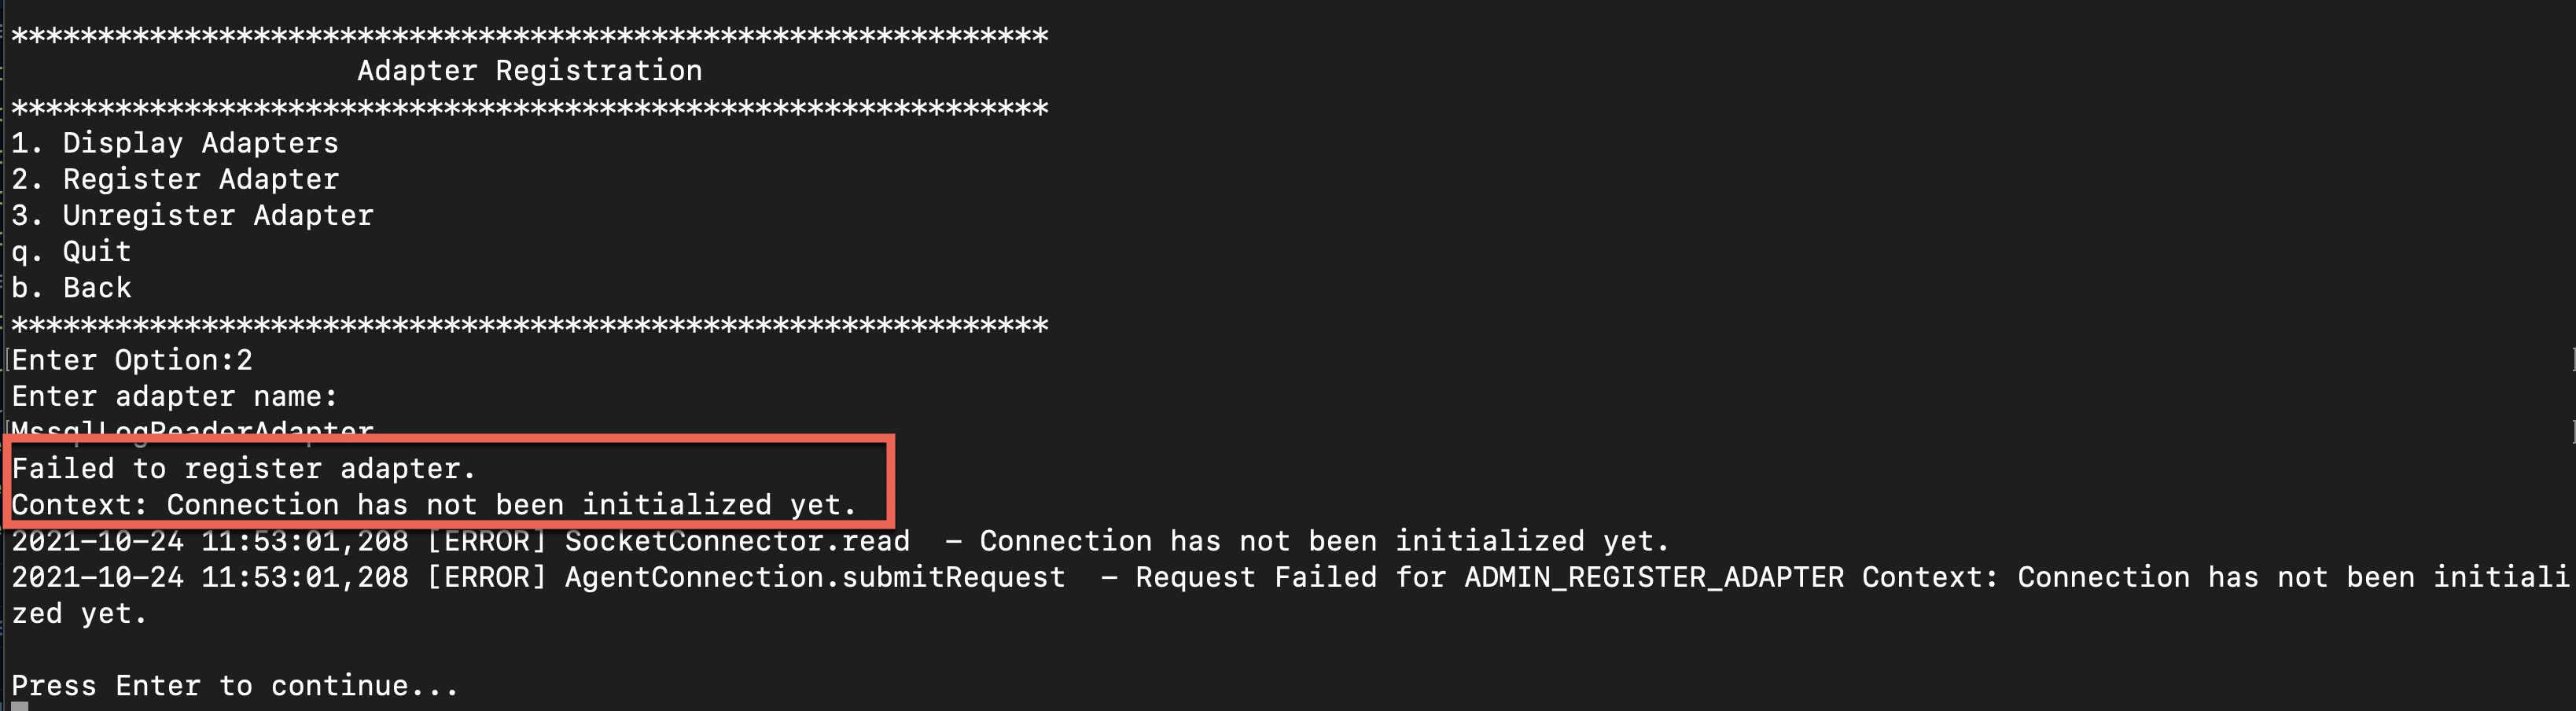 ************************************************************
Adapter Registration
************************************************************
1. Display Adapters
2. Register Adapter
3. Unregister Adapter
q. Quit
b. Back
************************************************************
[Enter Option:2 ]
Enter adapter name:
[MssqlLogReaderAdapter ]
Failed to register adapter.
Context: Connection has not been initialized yet.
2021-10-24 11:53:01,208 [ERROR] SocketConnector.read  – Connection has not been initialized yet.
2021-10-24 11:53:01,208 [ERROR] AgentConnection.submitRequest  – Request Failed for ADMIN_REGISTER_ADAPTER Context: Connection has not been initiali
zed yet.
Press Enter to continue...